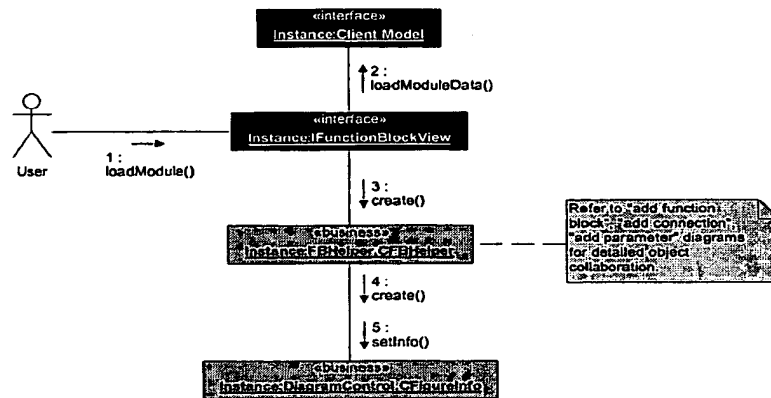 «interface»
Instance:Client Model
2 :
loadModuleData()
«interface»
Instance:IFunctionBlockView
User
1 :
loadModule()
3 :
create()
«business»
Instance:FBHelper.CFBHelper
Refer to "add function
block", "add connection",
"add parameter" diagrams
for detailed object
collaboration.
4 :
create()
5 :
setInfo()
«business»
Instance:DiagramControl.CFigureInfo